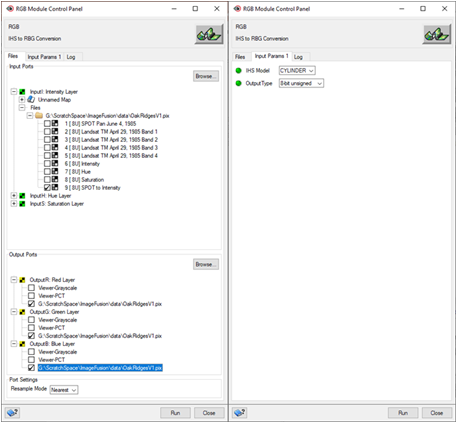 RGB Module Control Panel
RGB
IHS to RBG Conversion
Files Input Params 1 Log
Input Ports
Browse...
InputI: Intensity Layer
Unnamed Map
Files
G:\ScratchSpace\ImageFusion\data\OakRidgesV1.pix
1 [ 8U] SPOT Pan June 4, 1985
2 [ 8U] Landsat TM April 29, 1985 Band 1
3 [ 8U] Landsat TM April 29, 1985 Band 2
4 [ 8U] Landsat TM April 29, 1985 Band 3
5 [ 8U] Landsat TM April 29, 1985 Band 4
6 [ 8U] Intensity
7 [ 8U] Hue
8 [ 8U] Saturation
9 [ 8U] SPOT to Intensity
InputH: Hue Layer
InputS: Saturation Layer
Output Ports
Browse...
OutputR: Red Layer
Viewer-Grayscale
Viewer-PCT
G:\ScratchSpace\ImageFusion\data\OakRidgesV1.pix
OutputG: Green Layer
Viewer-Grayscale
Viewer-PCT
G:\ScratchSpace\ImageFusion\data\OakRidgesV1.pix
OutputB: Blue Layer
Viewer-Grayscale
Viewer-PCT
G:\ScratchSpace\ImageFusion\data\OakRidgesV1.pix
Port Settings
Resample Mode Nearest
Run Close
RGB Module Control Panel
RGB
IHS to RBG Conversion
Files Input Params 1 Log
IHS Model CYLINDER
OutputType 8bit unsigned
Run Close